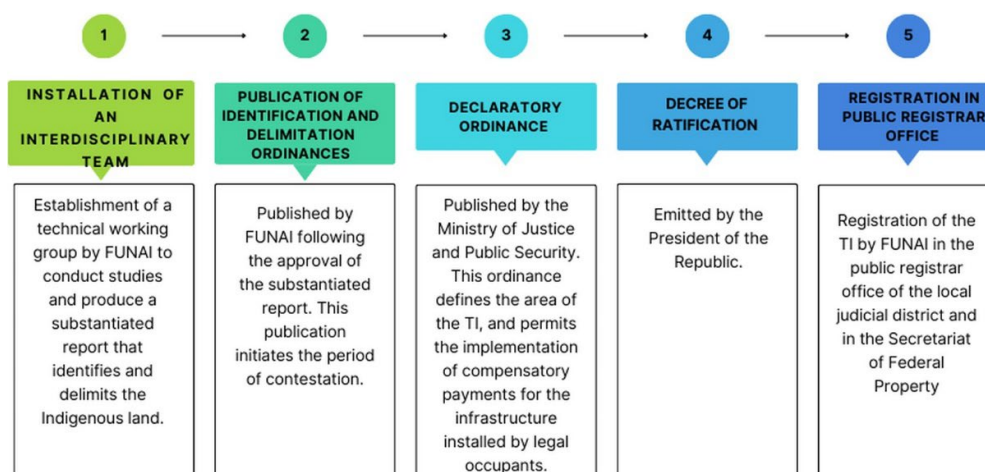 1
2
3
4
5
INSTALLATION OF
AN
INTERDISCIPLINARY
TEAM
PUBLICATION OF
IDENTIFICATION AND
DELIMITATION
ORDINANCES
DECLARATORY
ORDINANCE
DECREE OF
RATIFICATION
REGISTRATION IN
PUBLIC REGISTRAR
OFFICE
Establishment of a
technical working
group by FUNAI to
conduct studies
and produce a
substantiated
report that
identifies and
delimits the
Indigenous land.
Published by
FUNAI following
the approval of
the substantiated
report. This
publication
initiates the period
of contestation.
Published by the
Ministry of Justice
and Public Security.
This ordinance
defines the area of
the TI, and permits
the implementation
of compensatory
payments for the
infrastructure
installed by legal
occupants.
Emitted by the
President of the
Republic.
Registration of the
TI by FUNAI in the
public registrar
office of the local
judicial district and
in the Secretariat
of Federal
Property